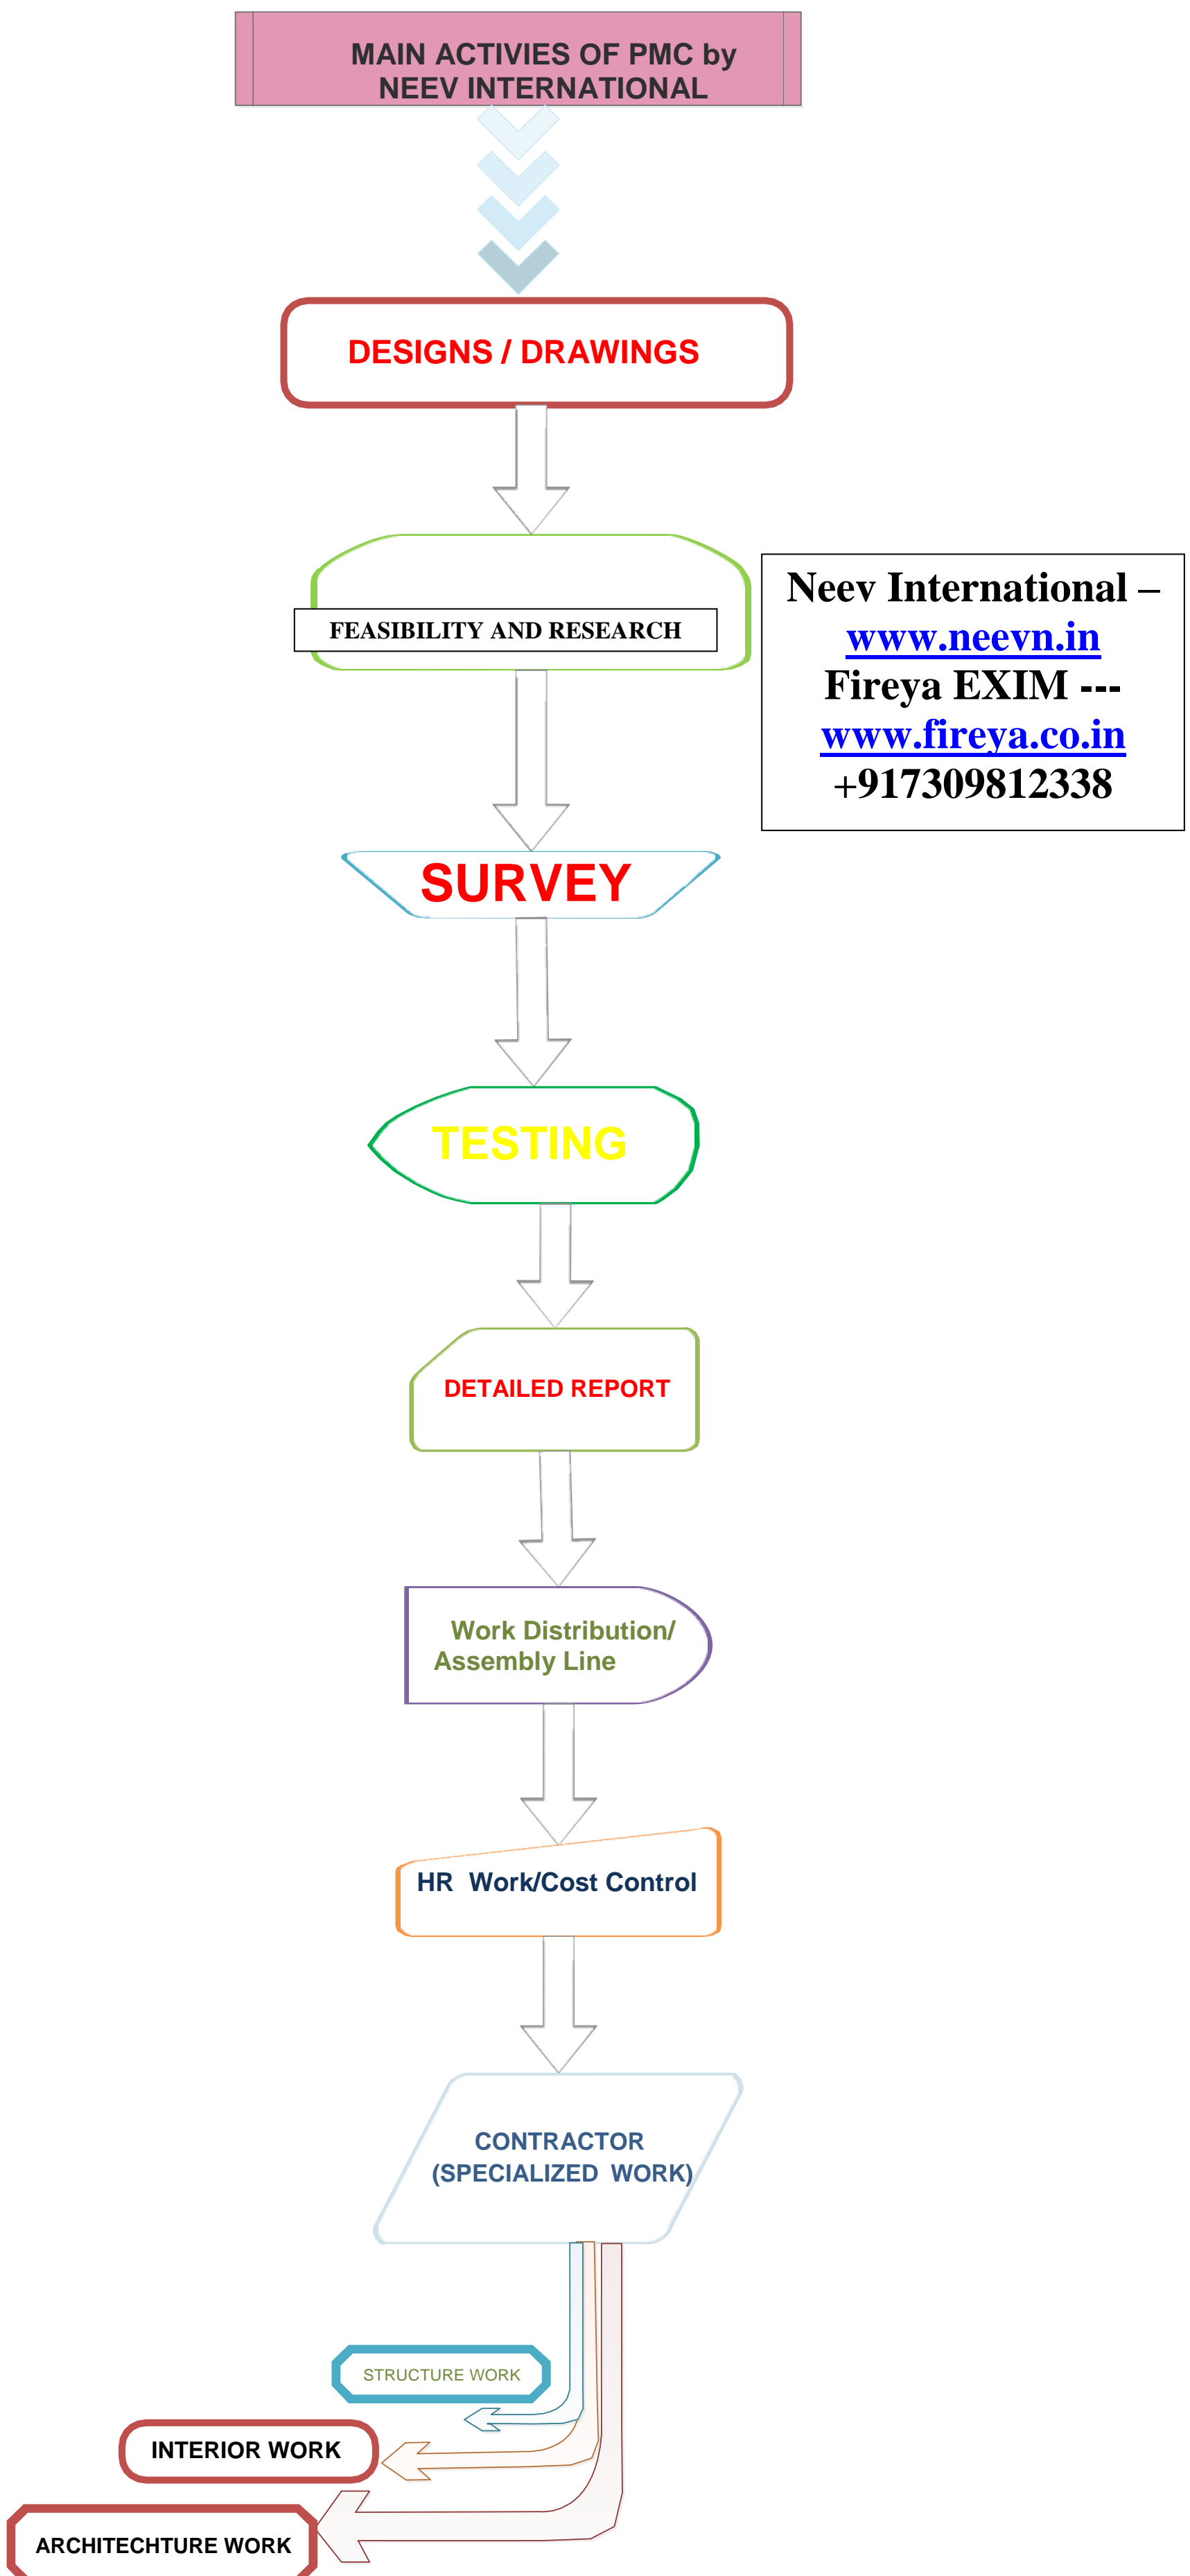 MAIN ACTIVIES OF PMC by
NEEV INTERNATIONAL
DESIGNS / DRAWINGS
FEASIBILITY AND RESEARCH
Neev International –
www.neevn.in
Fireya EXIM ---
www.fireya.co.in
+917309812338
SURVEY
TESTING
DETAILED REPORT
Work Distribution/
Assembly Line
HR  Work/Cost Control
CONTRACTOR
(SPECIALIZED  WORK)
STRUCTURE WORK
INTERIOR WORK
ARCHITECHTURE WORK